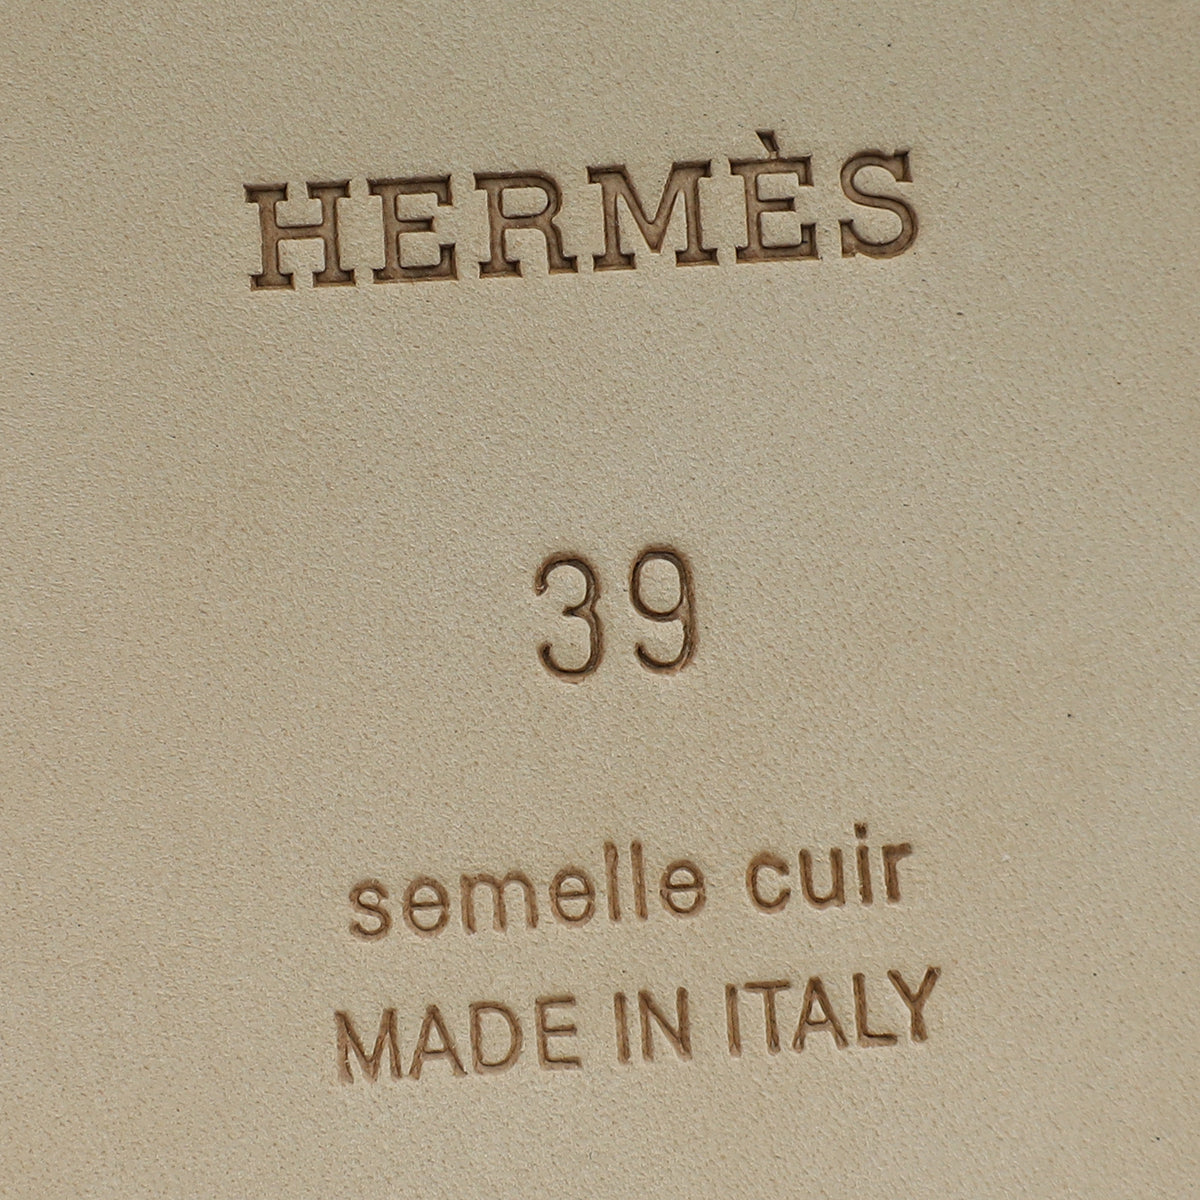 HERMÈS
39
semelle cuir
MADE IN ITALY